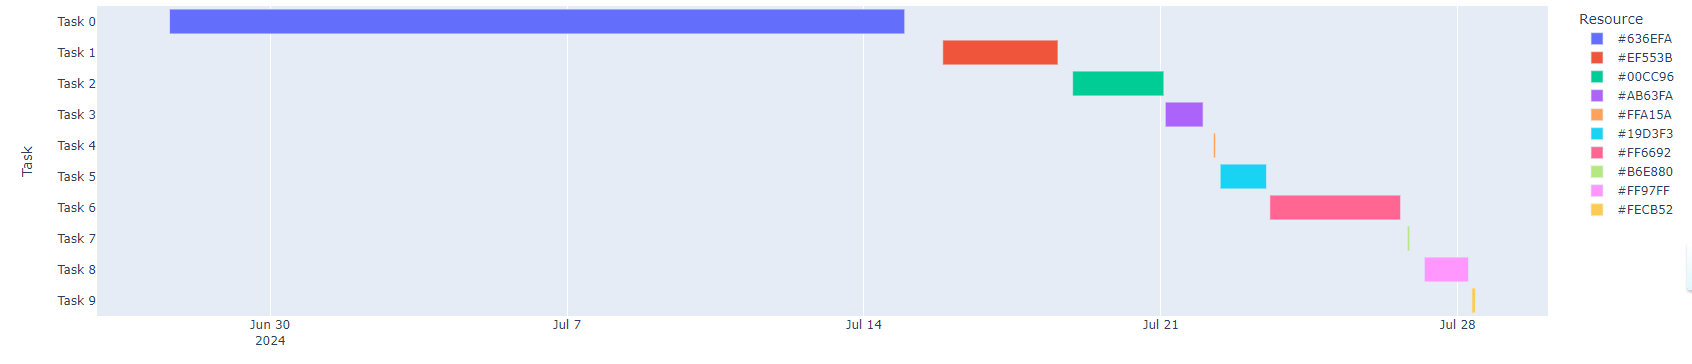 Task
Task 0
Task 1
Task 2
Task 3
Task 4
Task 5
Task 6
Task 7
Task 8
Task 9
Jun 30
2024
Jul 7
Jul 14
Jul 21
Jul 28
Resource
#636EFA
#EF553B
#00CC96
#AB63FA
#FFA15A
#19D3F3
#FF6692
#B6E880
#FF97FF
#FECB52